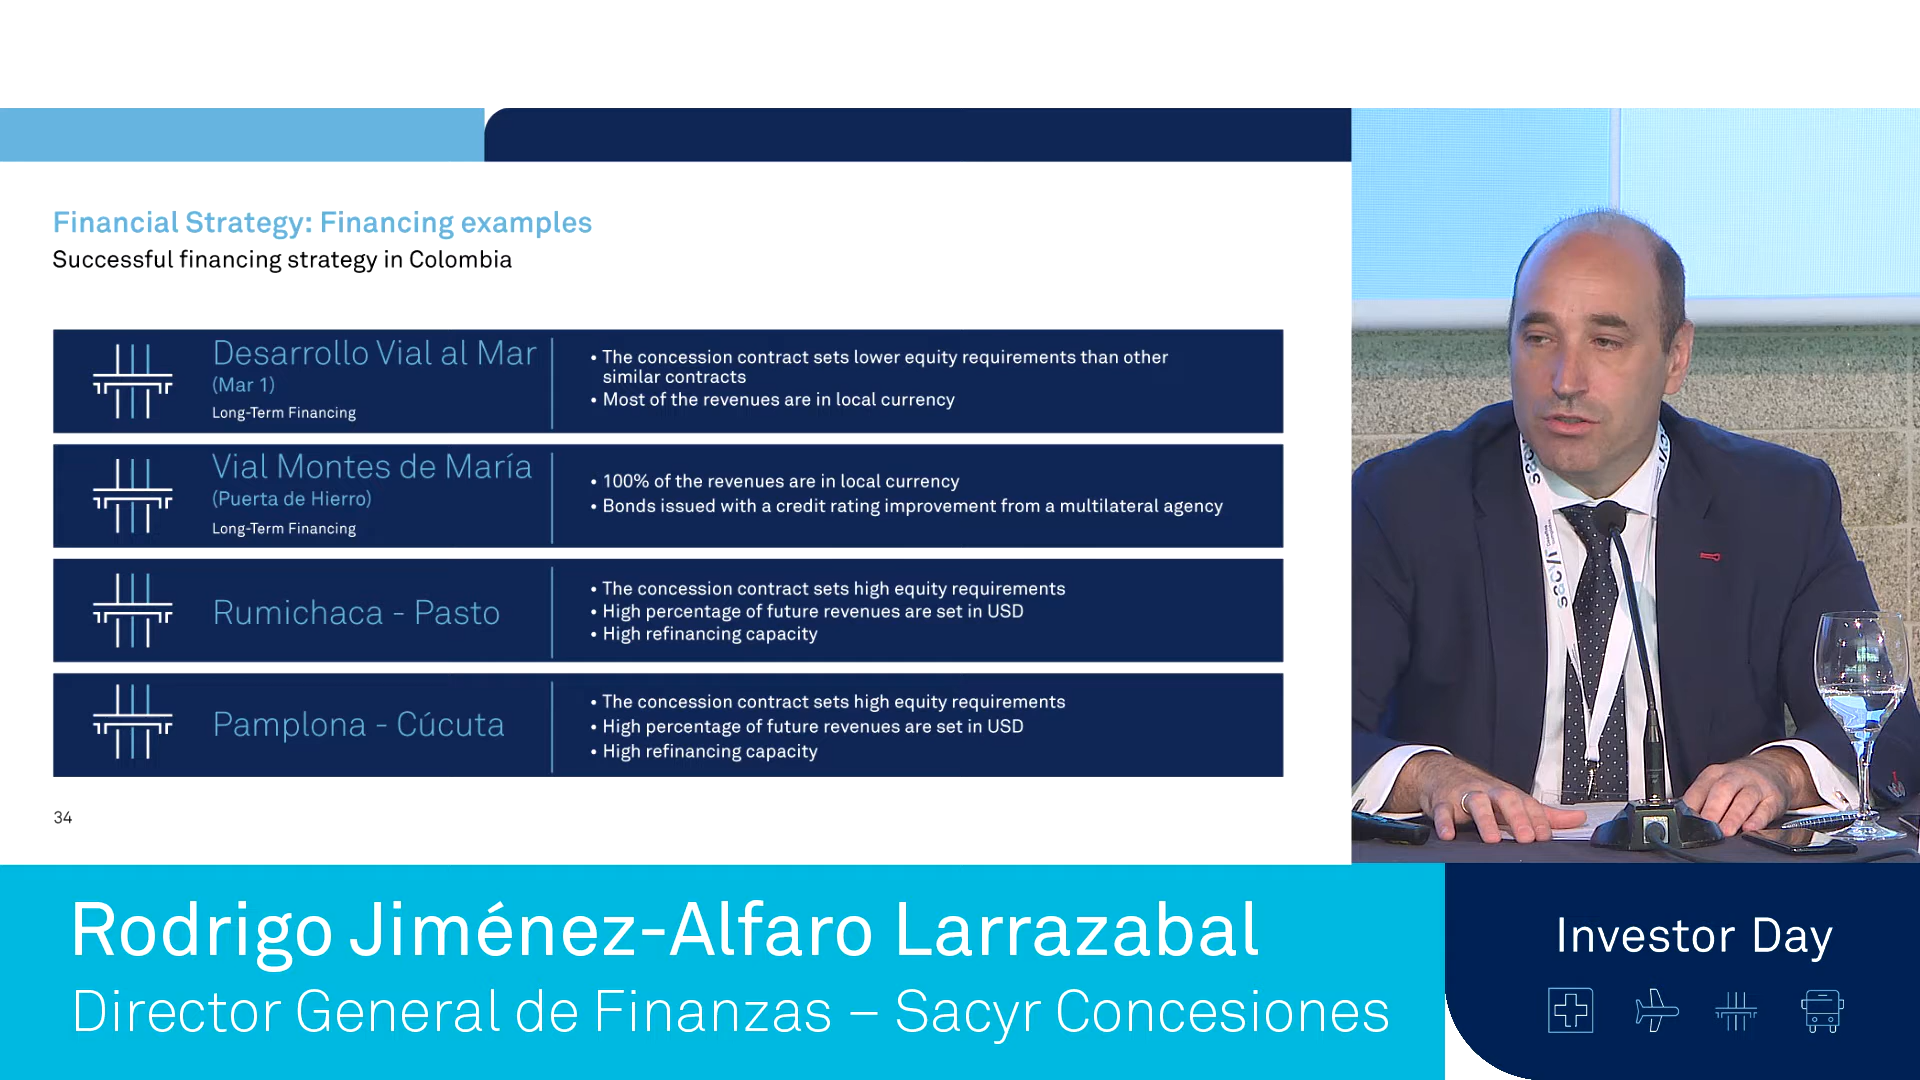 Financial Strategy: Financing examples
Successful financing strategy in Colombia
Desarrollo Vial al Mar
(Mar 1)
Long-Term Financing
• The concession contract sets lower equity requirements than other
similar contracts
• Most of the revenues are in local currency
Vial Montes de María
(Puerta de Hierro)
Long-Term Financing
• 100% of the revenues are in local currency
• Bonds issued with a credit rating improvement from a multilateral agency
Rumichaca - Pasto
• The concession contract sets high equity requirements
• High percentage of future revenues are set in USD
• High refinancing capacity
Pamplona - Cúcuta
• The concession contract sets high equity requirements
• High percentage of future revenues are set in USD
• High refinancing capacity
34
sacyr
Rodrigo Jiménez-Alfaro Larrazabal
Director General de Finanzas – Sacyr Concesiones
Investor Day